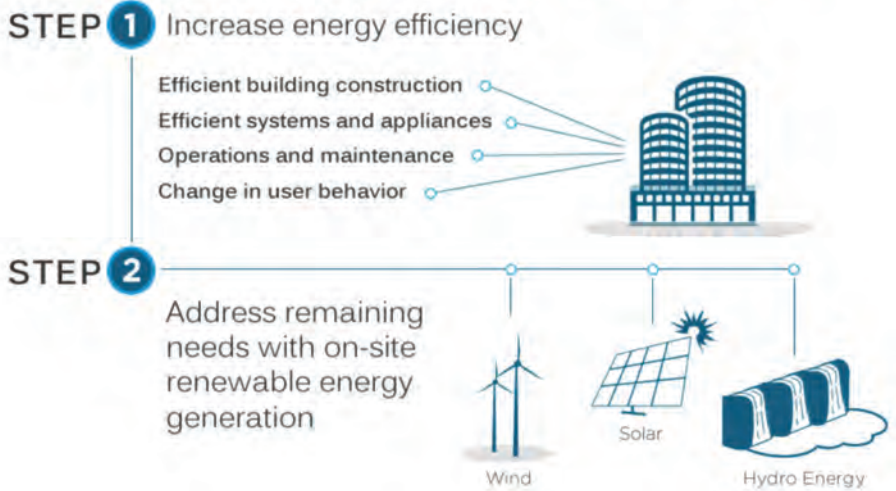 STEP 1 Increase energy efficiency
Efficient building construction
Efficient systems and appliances
Operations and maintenance
Change in user behavior
STEP 2
Address remaining
needs with on-site
renewable energy
generation
Solar
Wind
Hydro Energy